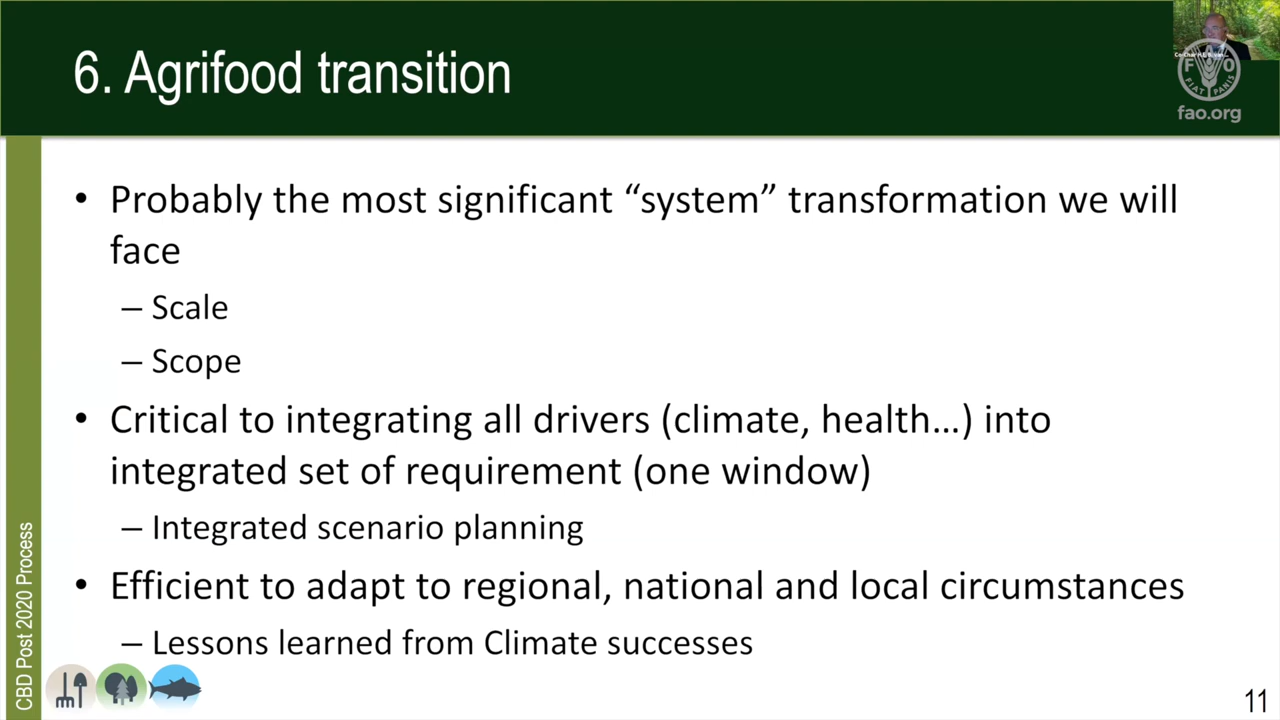 6. Agrifood transition
F A O
FIAT PANIS
fao.org
• Probably the most significant “system” transformation we will
face
– Scale
– Scope
• Critical to integrating all drivers (climate, health…) into
integrated set of requirement (one window)
– Integrated scenario planning
• Efficient to adapt to regional, national and local circumstances
– Lessons learned from Climate successes
CBD Post 2020 Process
11